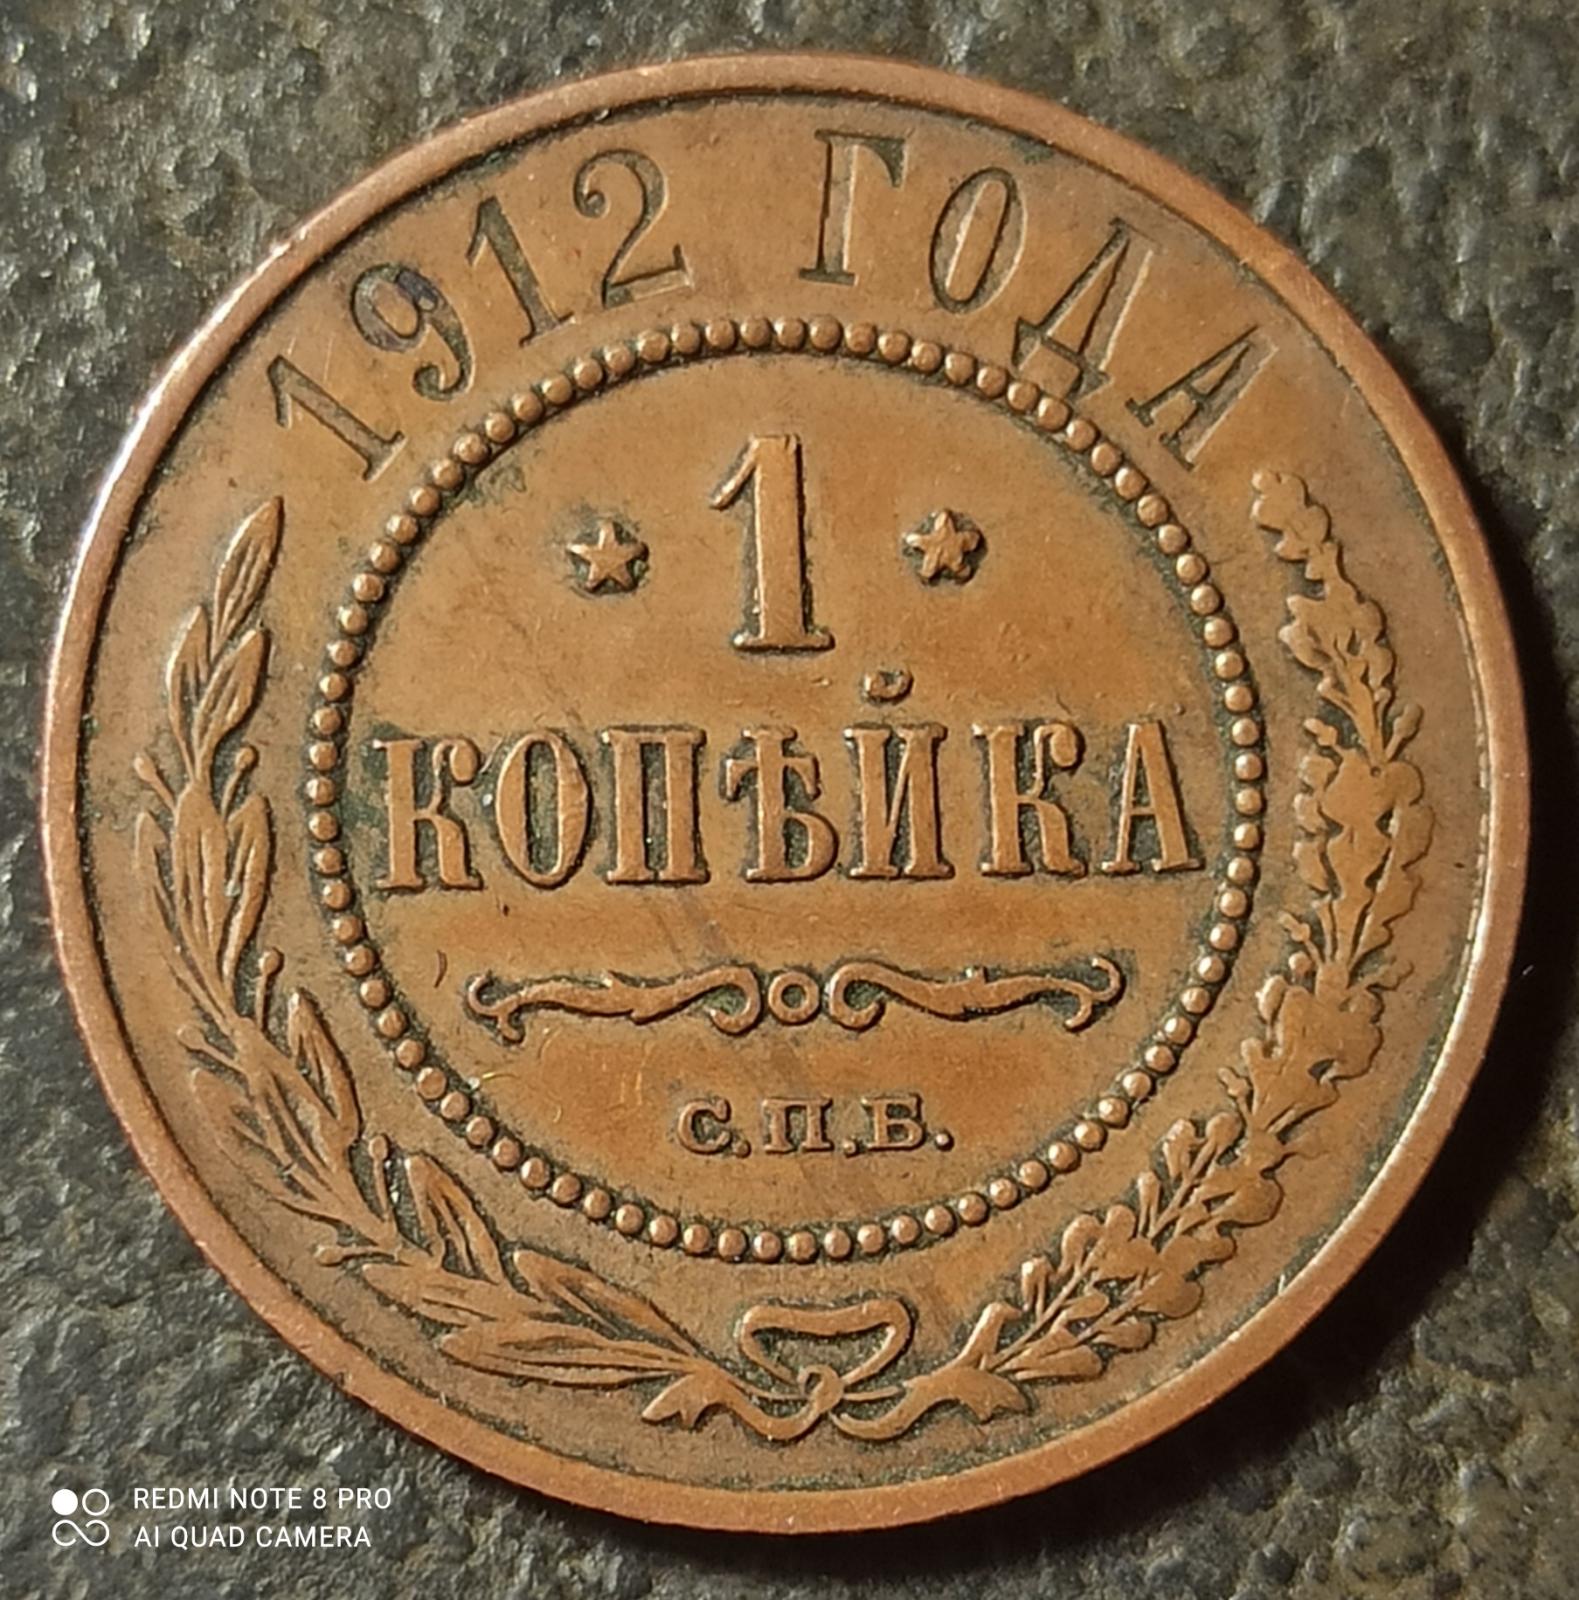 1912 ГОДА
1
КОПѢЙКА
С.П.Б.
REDMI NOTE 8 PRO
AI QUAD CAMERA